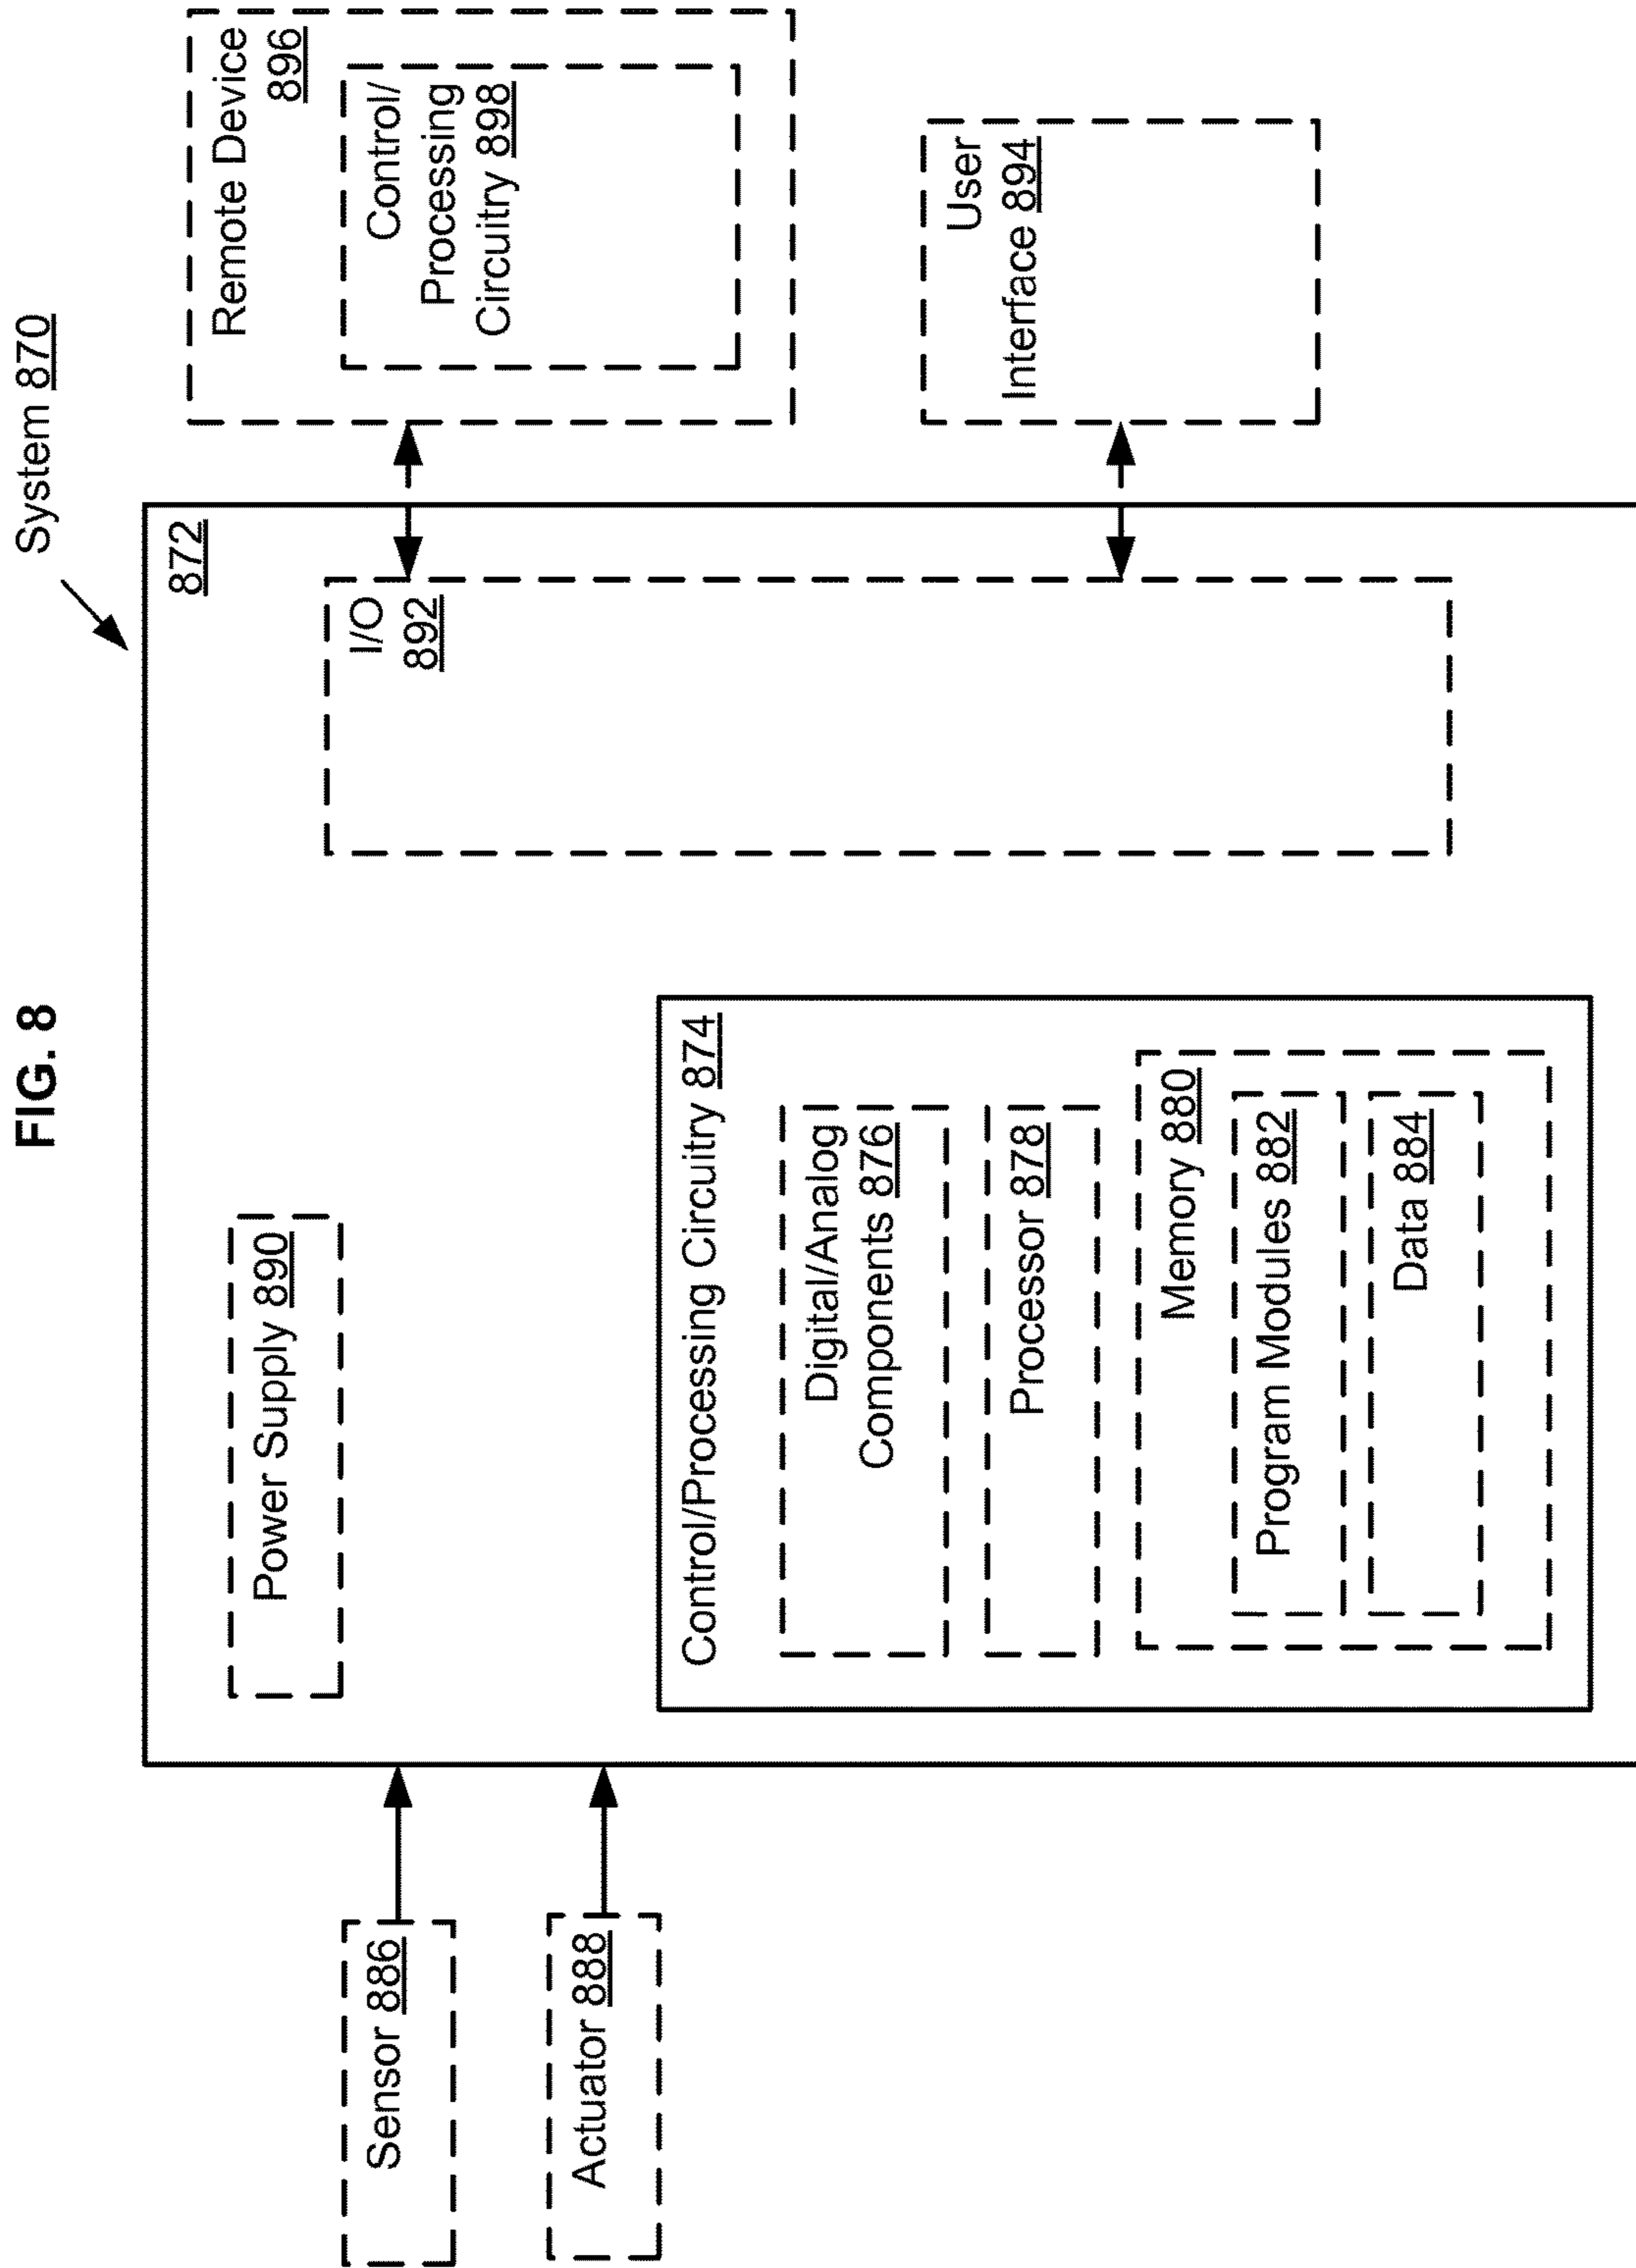 FIG. 8
System 870
872
Power Supply 890
Sensor 886
Actuator 888
I/O
892
Remote Device
896
Control/
Processing
Circuitry 898
User
Interface 894
Control/Processing Circuitry 874
Digital/Analog
Components 876
Processor 878
Memory 880
Program Modules 882
Data 884